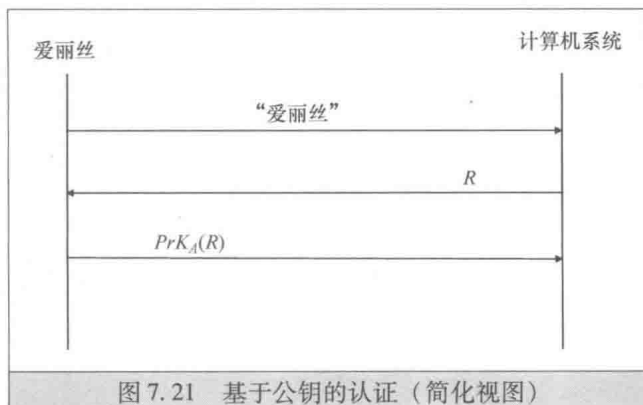 爱丽丝
计算机系统
“爱丽丝”
R
PrK_A(R)
图7.21 基于公钥的认证（简化视图）